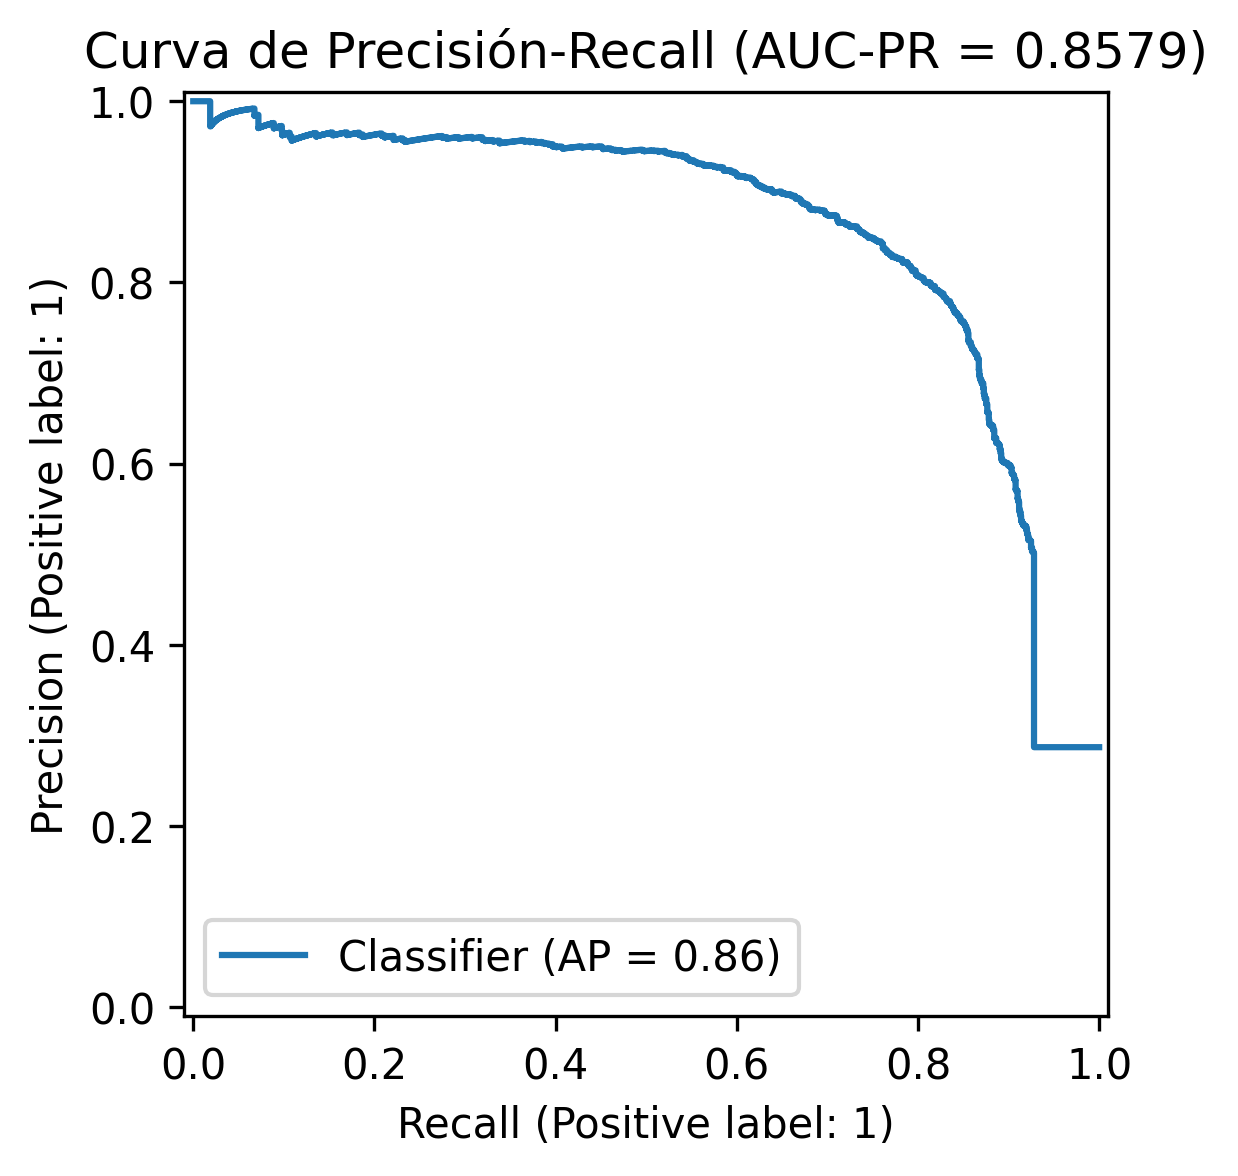 Curva de Precisión-Recall (AUC-PR = 0.8579)
1.0
0.8
0.6
0.4
0.2
0.0
Precision (Positive label: 1)
Classifier (AP = 0.86)
0.0 0.2 0.4 0.6 0.8 1.0
Recall (Positive label: 1)